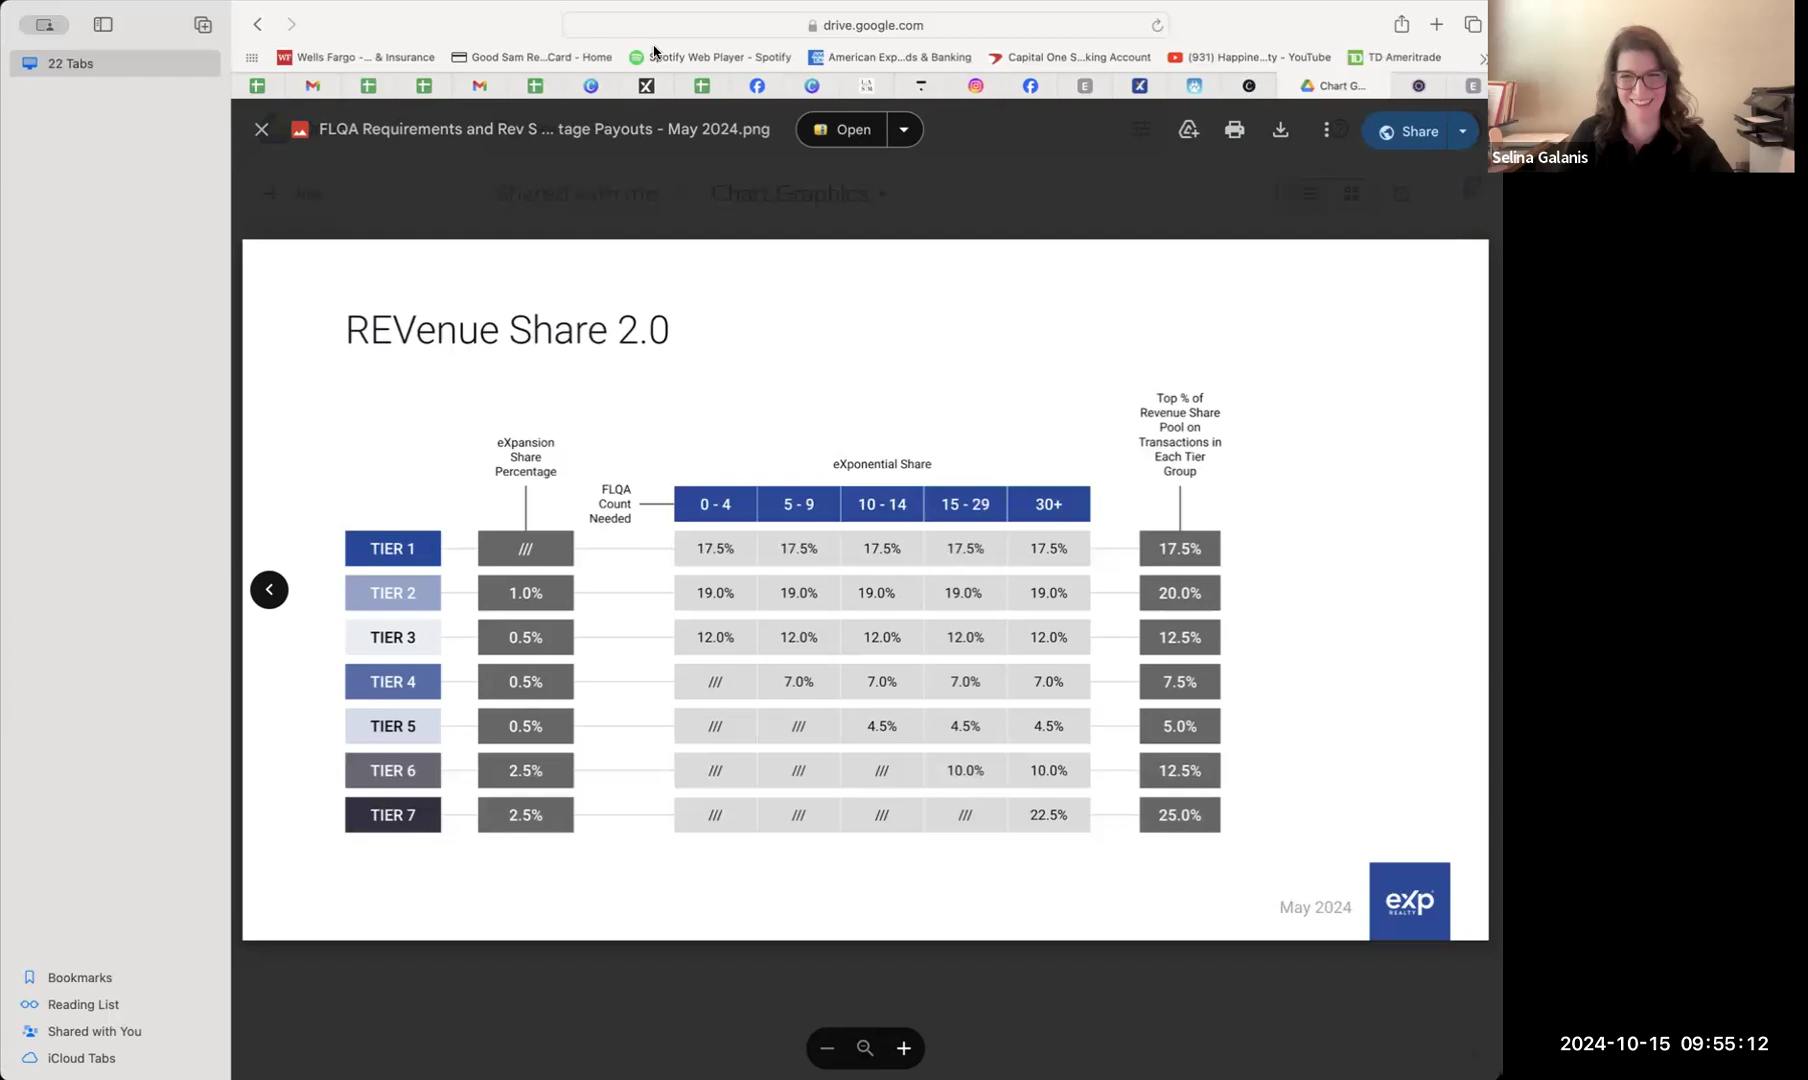 drive.google.com
22 Tabs
Wells Fargo -... & Insurance
Good Sam Re...Card - Home
Spotify Web Player - Spotify
American Exp...ds & Banking
Capital One S...king Account
(931) Happine...ty - YouTube
TD Ameritrade
Chart G...
FLQA Requirements and Rev S ... tage Payouts - May 2024.png
Open
Share
Selina Galanis
Shared with me
Chart Graphics
REVenue Share 2.0
eXpansion
Share
Percentage
FLQA
Count
Needed
eXponential Share
Top % of
Revenue Share
Pool on
Transactions in
Each Tier
Group
0 - 4 5 - 9 10 - 14 15 - 29 30+
TIER 1 /// 17.5% 17.5% 17.5% 17.5% 17.5% 17.5%
TIER 2 1.0% 19.0% 19.0% 19.0% 19.0% 19.0% 20.0%
TIER 3 0.5% 12.0% 12.0% 12.0% 12.0% 12.0% 12.5%
TIER 4 0.5% /// 7.0% 7.0% 7.0% 7.0% 7.5%
TIER 5 0.5% /// /// 4.5% 4.5% 4.5% 5.0%
TIER 6 2.5% /// /// /// 10.0% 10.0% 12.5%
TIER 7 2.5% /// /// /// /// 22.5% 25.0%
May 2024
exp
REALTY
Bookmarks
Reading List
Shared with You
iCloud Tabs
2024-10-15 09:55:12